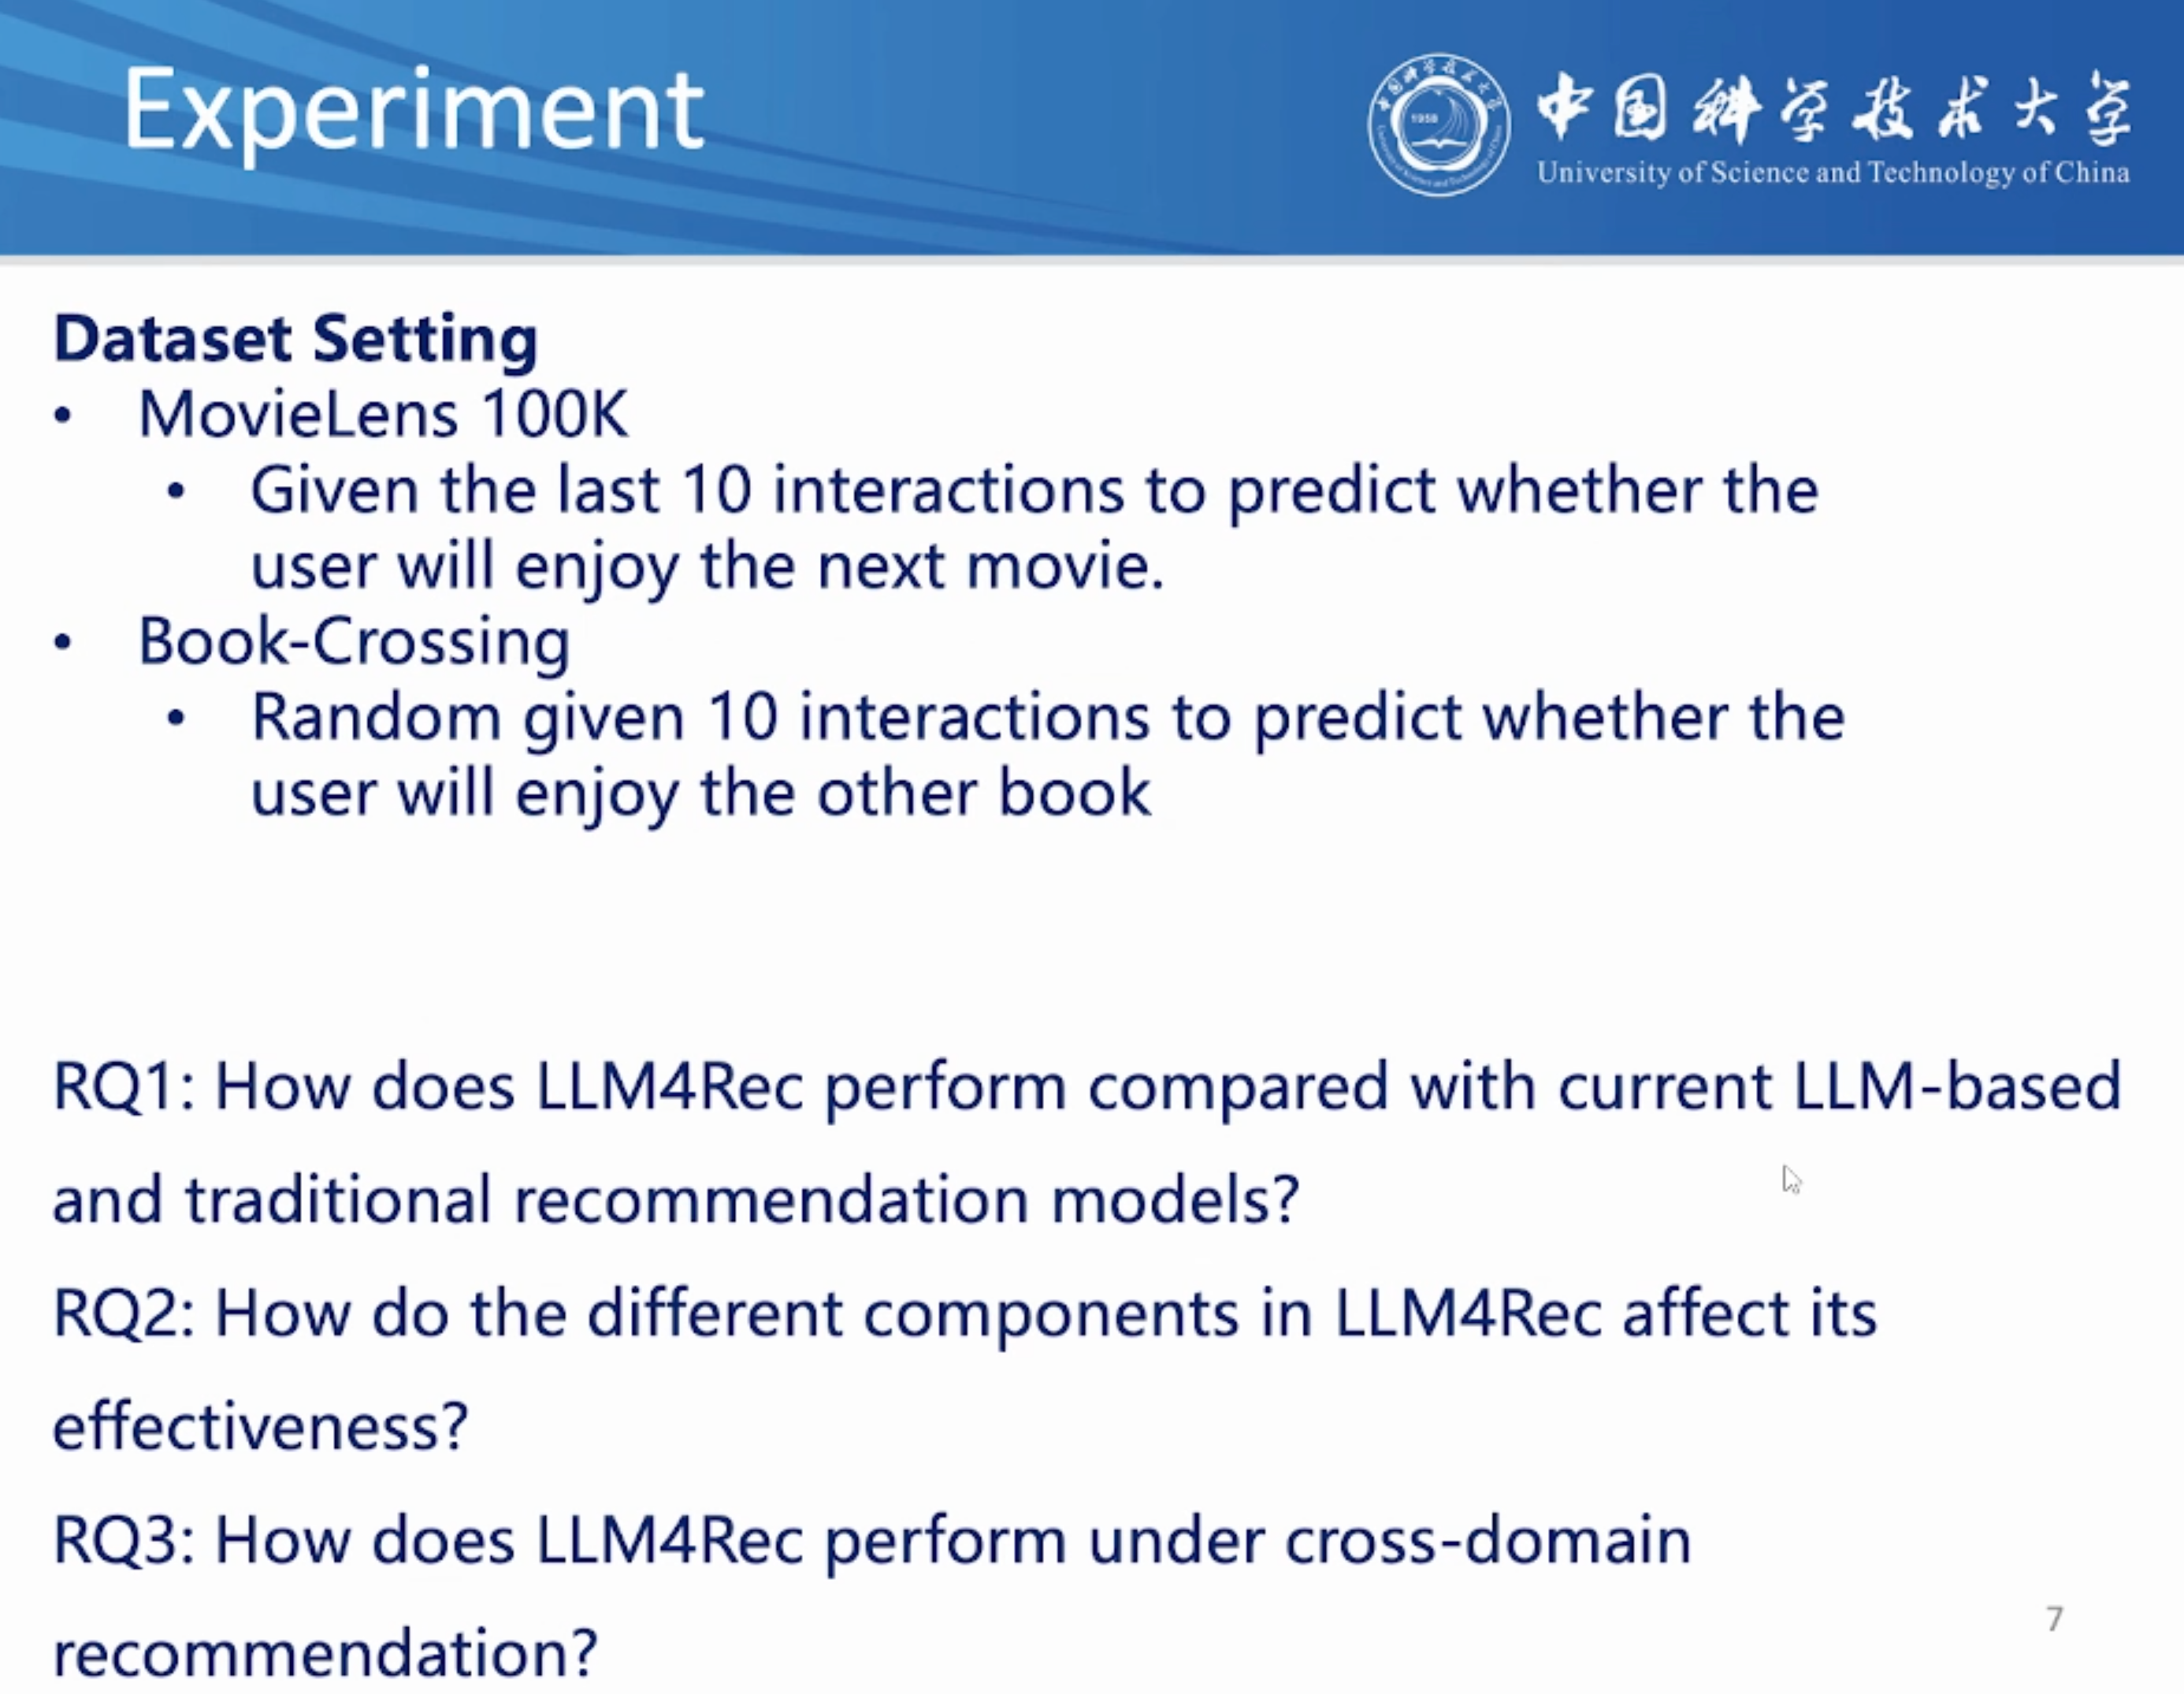 Experiment
中国科学技术大学
University of Science and Technology of China
1958
Dataset Setting
• MovieLens 100K
• Given the last 10 interactions to predict whether the
user will enjoy the next movie.
• Book-Crossing
• Random given 10 interactions to predict whether the
user will enjoy the other book
RQ1: How does LLM4Rec perform compared with current LLM-based
and traditional recommendation models?
RQ2: How do the different components in LLM4Rec affect its
effectiveness?
RQ3: How does LLM4Rec perform under cross-domain
recommendation?
7